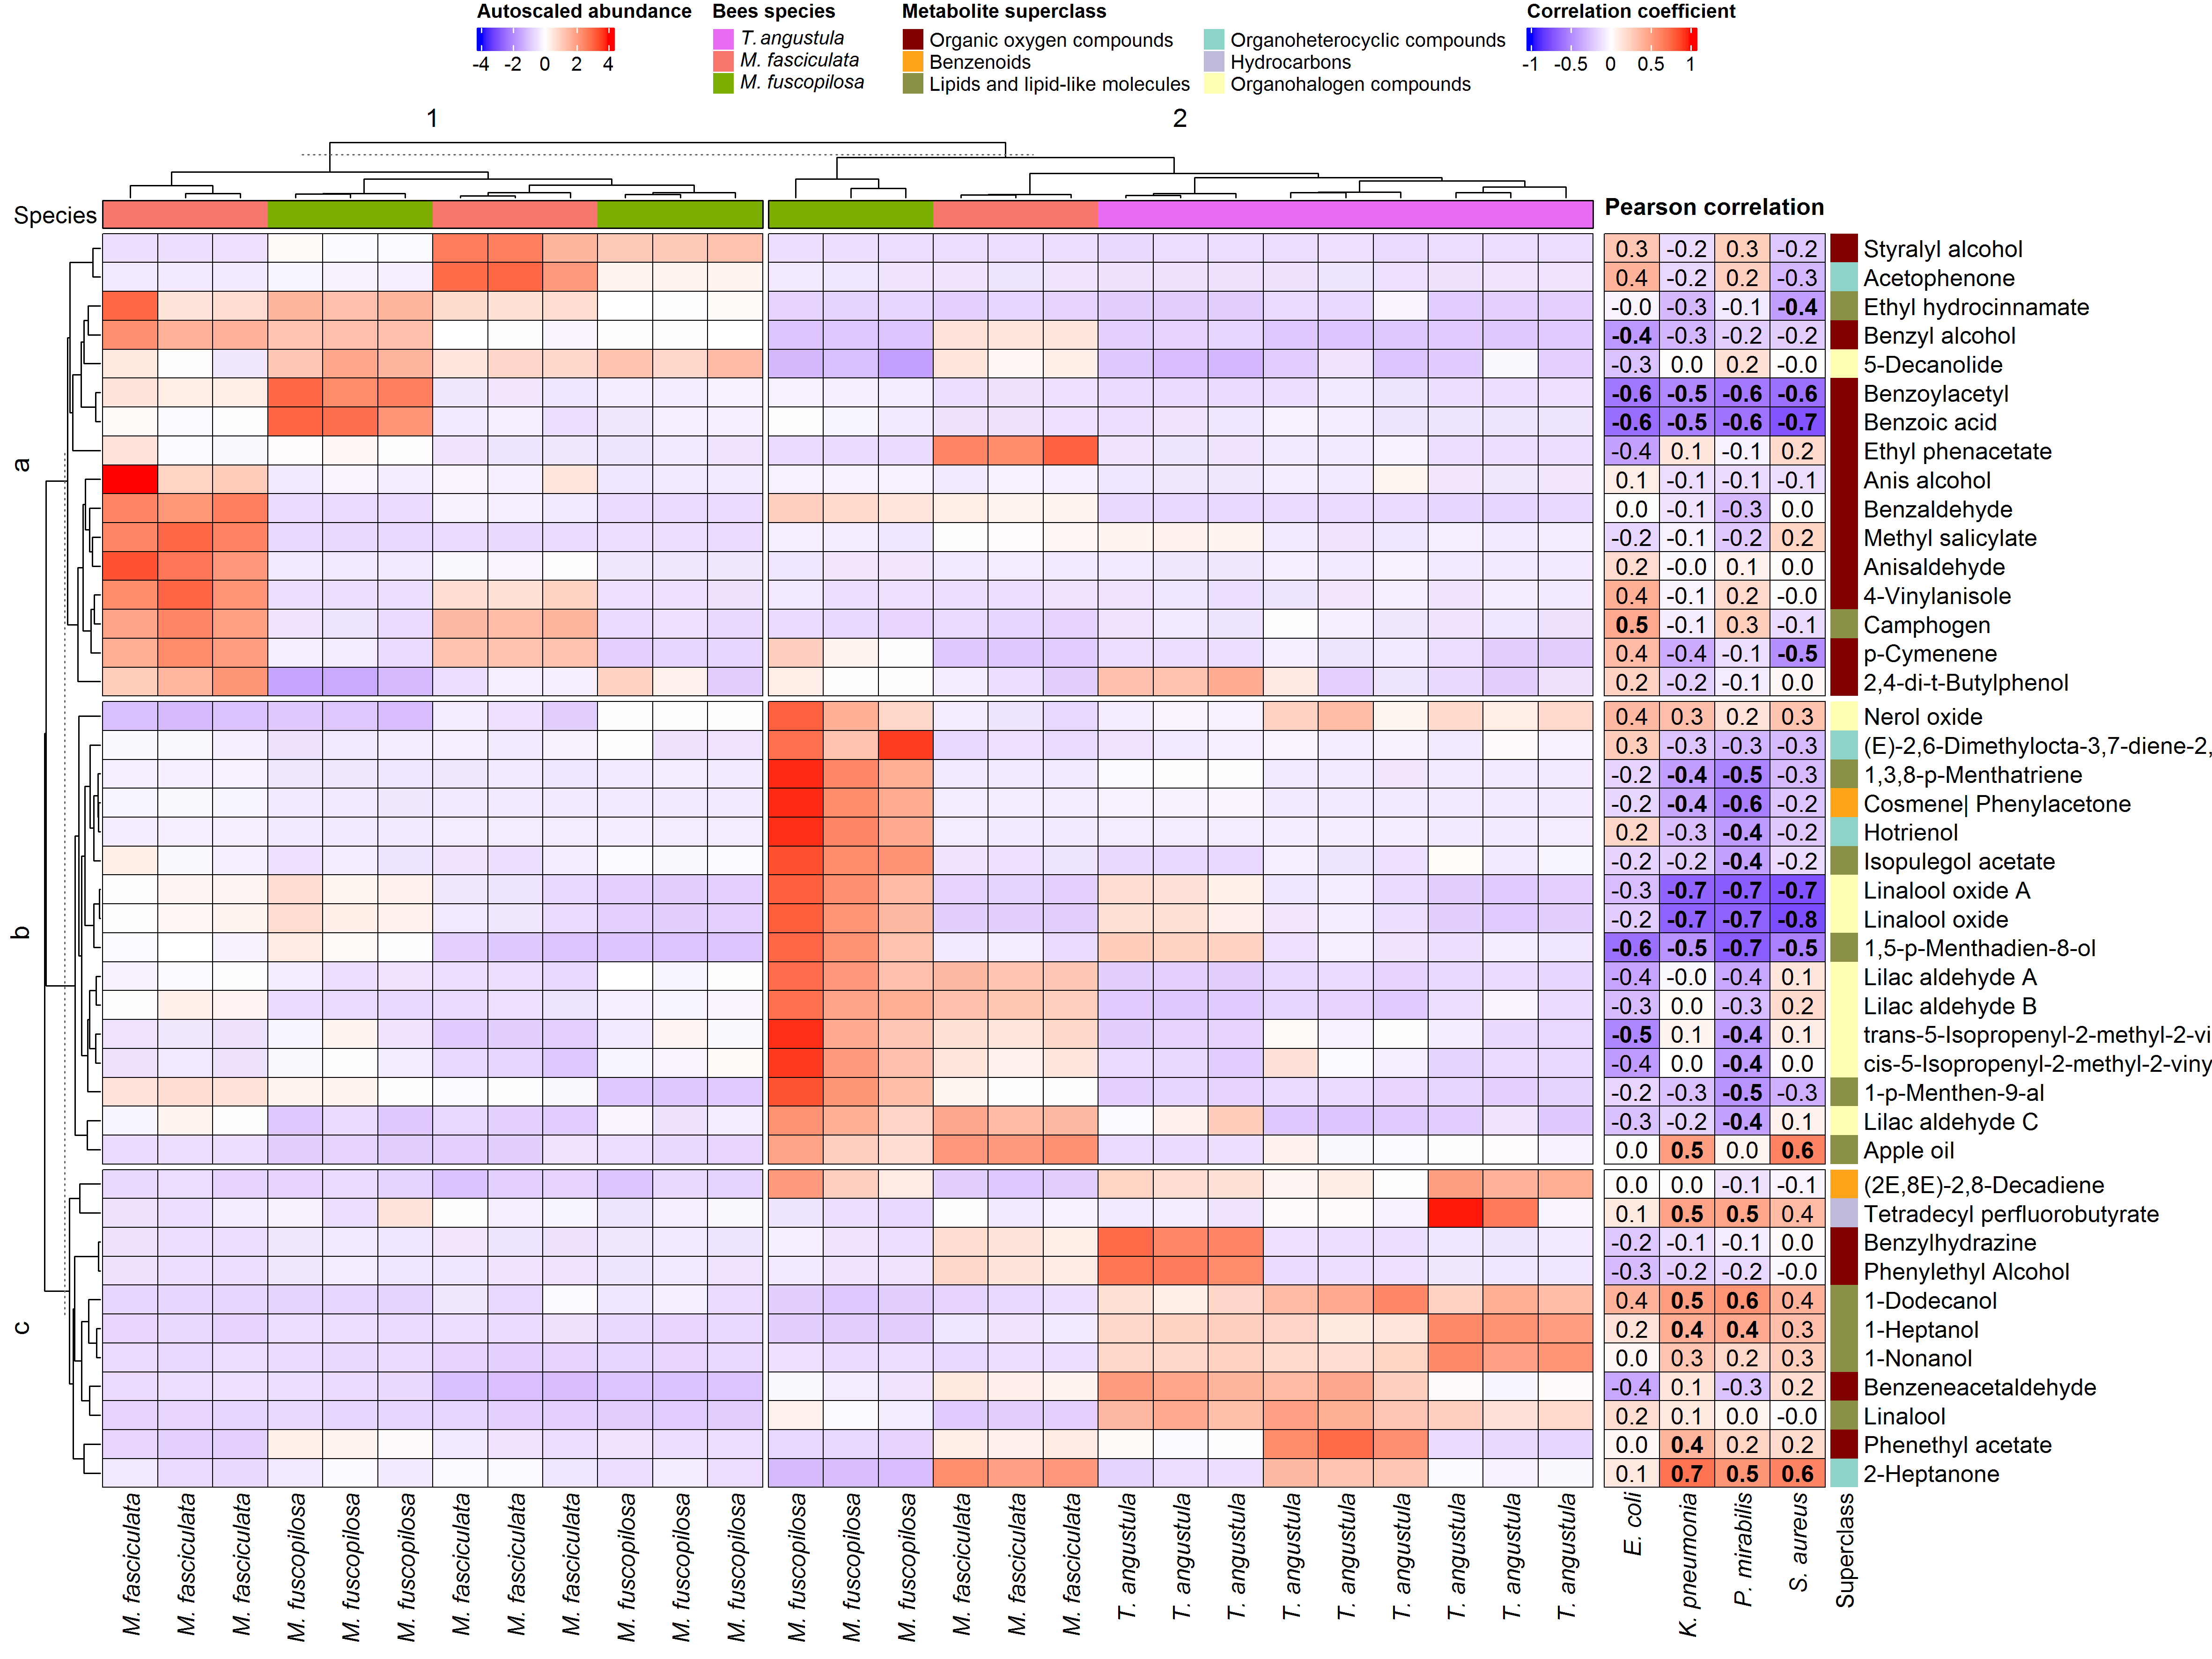 Autoscaled abundance
-4 -2 0 2 4
Bees species
T. angustula
M. fasciculata
M. fuscopilosa
Metabolite superclass
Organic oxygen compounds
Benzenoids
Lipids and lipid-like molecules
Organoheterocyclic compounds
Hydrocarbons
Organohalogen compounds
Correlation coefficient
-1 -0.5 0 0.5 1
1 2
Species
Pearson correlation
a
b
c
0.3 -0.2 0.3 -0.2 Styralyl alcohol
0.4 -0.2 0.2 -0.3 Acetophenone
-0.0 -0.3 -0.1 -0.4 Ethyl hydrocinnamate
-0.4 -0.3 -0.2 -0.2 Benzyl alcohol
-0.3 0.0 0.2 -0.0 5-Decanolide
-0.6 -0.5 -0.6 -0.6 Benzoylacetyl
-0.6 -0.5 -0.6 -0.7 Benzoic acid
-0.4 0.1 -0.1 0.2 Ethyl phenacetate
0.1 -0.1 -0.1 -0.1 Anis alcohol
0.0 -0.1 -0.3 0.0 Benzaldehyde
-0.2 -0.1 -0.2 0.2 Methyl salicylate
0.2 -0.0 0.1 0.0 Anisaldehyde
0.4 -0.1 0.2 -0.0 4-Vinylanisole
0.5 -0.1 0.3 -0.1 Camphogen
0.4 -0.4 -0.1 -0.5 p-Cymenene
0.2 -0.2 -0.1 0.0 2,4-di-t-Butylphenol
0.4 0.3 0.2 0.3 Nerol oxide
0.3 -0.3 -0.3 -0.3 (E)-2,6-Dimethylocta-3,7-diene-2,
-0.2 -0.4 -0.5 -0.3 1,3,8-p-Menthatriene
-0.2 -0.4 -0.6 -0.2 Cosmene| Phenylacetone
0.2 -0.3 -0.4 -0.2 Hotrienol
-0.2 -0.2 -0.4 -0.2 Isopulegol acetate
-0.3 -0.7 -0.7 -0.7 Linalool oxide A
-0.2 -0.7 -0.7 -0.8 Linalool oxide
-0.6 -0.5 -0.7 -0.5 1,5-p-Menthadien-8-ol
-0.4 -0.0 -0.4 0.1 Lilac aldehyde A
-0.3 0.0 -0.3 0.2 Lilac aldehyde B
-0.5 0.1 -0.4 0.1 trans-5-Isopropenyl-2-methyl-2-vi
-0.4 0.0 -0.4 0.0 cis-5-Isopropenyl-2-methyl-2-viny
-0.2 -0.3 -0.5 -0.3 1-p-Menthen-9-al
-0.3 -0.2 -0.4 0.1 Lilac aldehyde C
0.0 0.5 0.0 0.6 Apple oil
0.0 0.0 -0.1 -0.1 (2E,8E)-2,8-Decadiene
0.1 0.5 0.5 0.4 Tetradecyl perfluorobutyrate
-0.2 -0.1 -0.1 0.0 Benzylhydrazine
-0.3 -0.2 -0.2 -0.0 Phenylethyl Alcohol
0.4 0.5 0.6 0.4 1-Dodecanol
0.2 0.4 0.4 0.3 1-Heptanol
0.0 0.3 0.2 0.3 1-Nonanol
-0.4 0.1 -0.3 0.2 Benzeneacetaldehyde
0.2 0.1 0.0 -0.0 Linalool
0.0 0.4 0.2 0.2 Phenethyl acetate
0.1 0.7 0.5 0.6 2-Heptanone
M. fasciculata
M. fasciculata
M. fasciculata
M. fuscopilosa
M. fuscopilosa
M. fuscopilosa
M. fasciculata
M. fasciculata
M. fasciculata
M. fuscopilosa
M. fuscopilosa
M. fuscopilosa
M. fuscopilosa
M. fuscopilosa
M. fuscopilosa
M. fasciculata
M. fasciculata
M. fasciculata
T. angustula
T. angustula
T. angustula
T. angustula
T. angustula
T. angustula
T. angustula
T. angustula
T. angustula
E. coli
K. pneumonia
P. mirabilis
S. aureus
Superclass